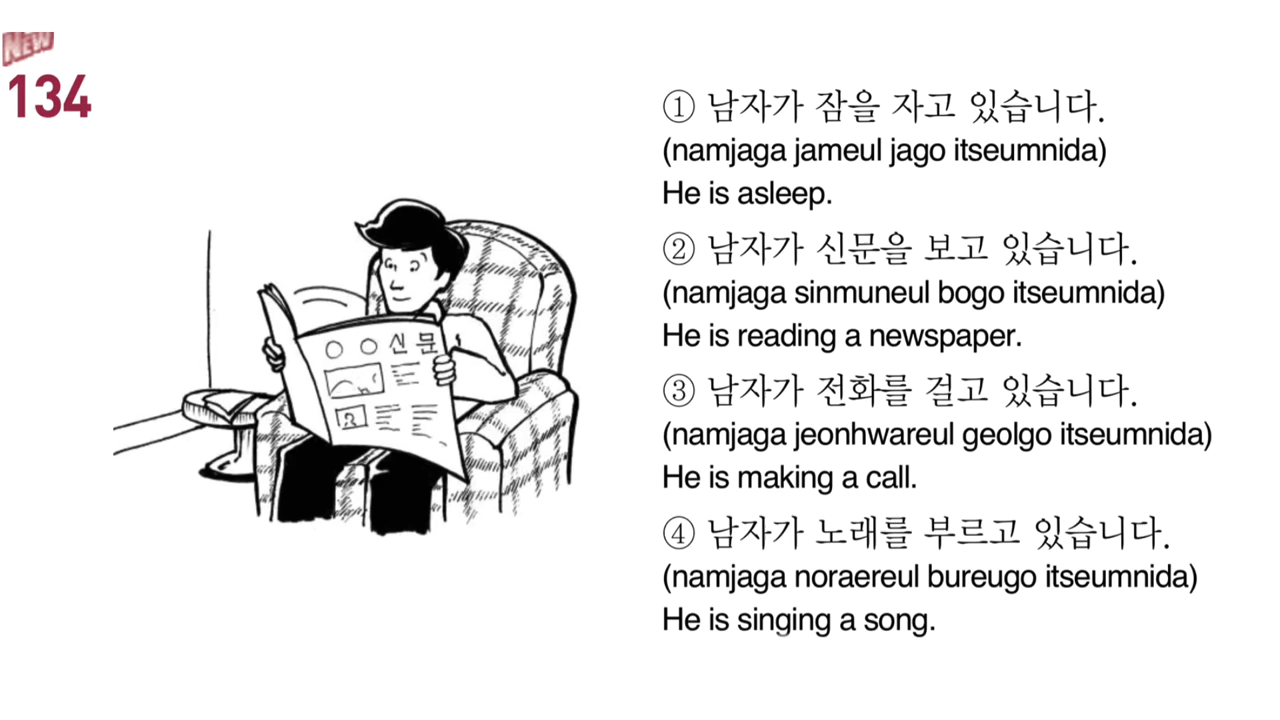 NEW
134
○ ○ 신문
① 남자가 잠을 자고 있습니다.
(namjaga jameul jago itseumnida)
He is asleep.
② 남자가 신문을 보고 있습니다.
(namjaga sinmuneul bogo itseumnida)
He is reading a newspaper.
③ 남자가 전화를 걸고 있습니다.
(namjaga jeonhwareul geolgo itseumnida)
He is making a call.
④ 남자가 노래를 부르고 있습니다.
(namjaga noraereul bureugo itseumnida)
He is singing a song.